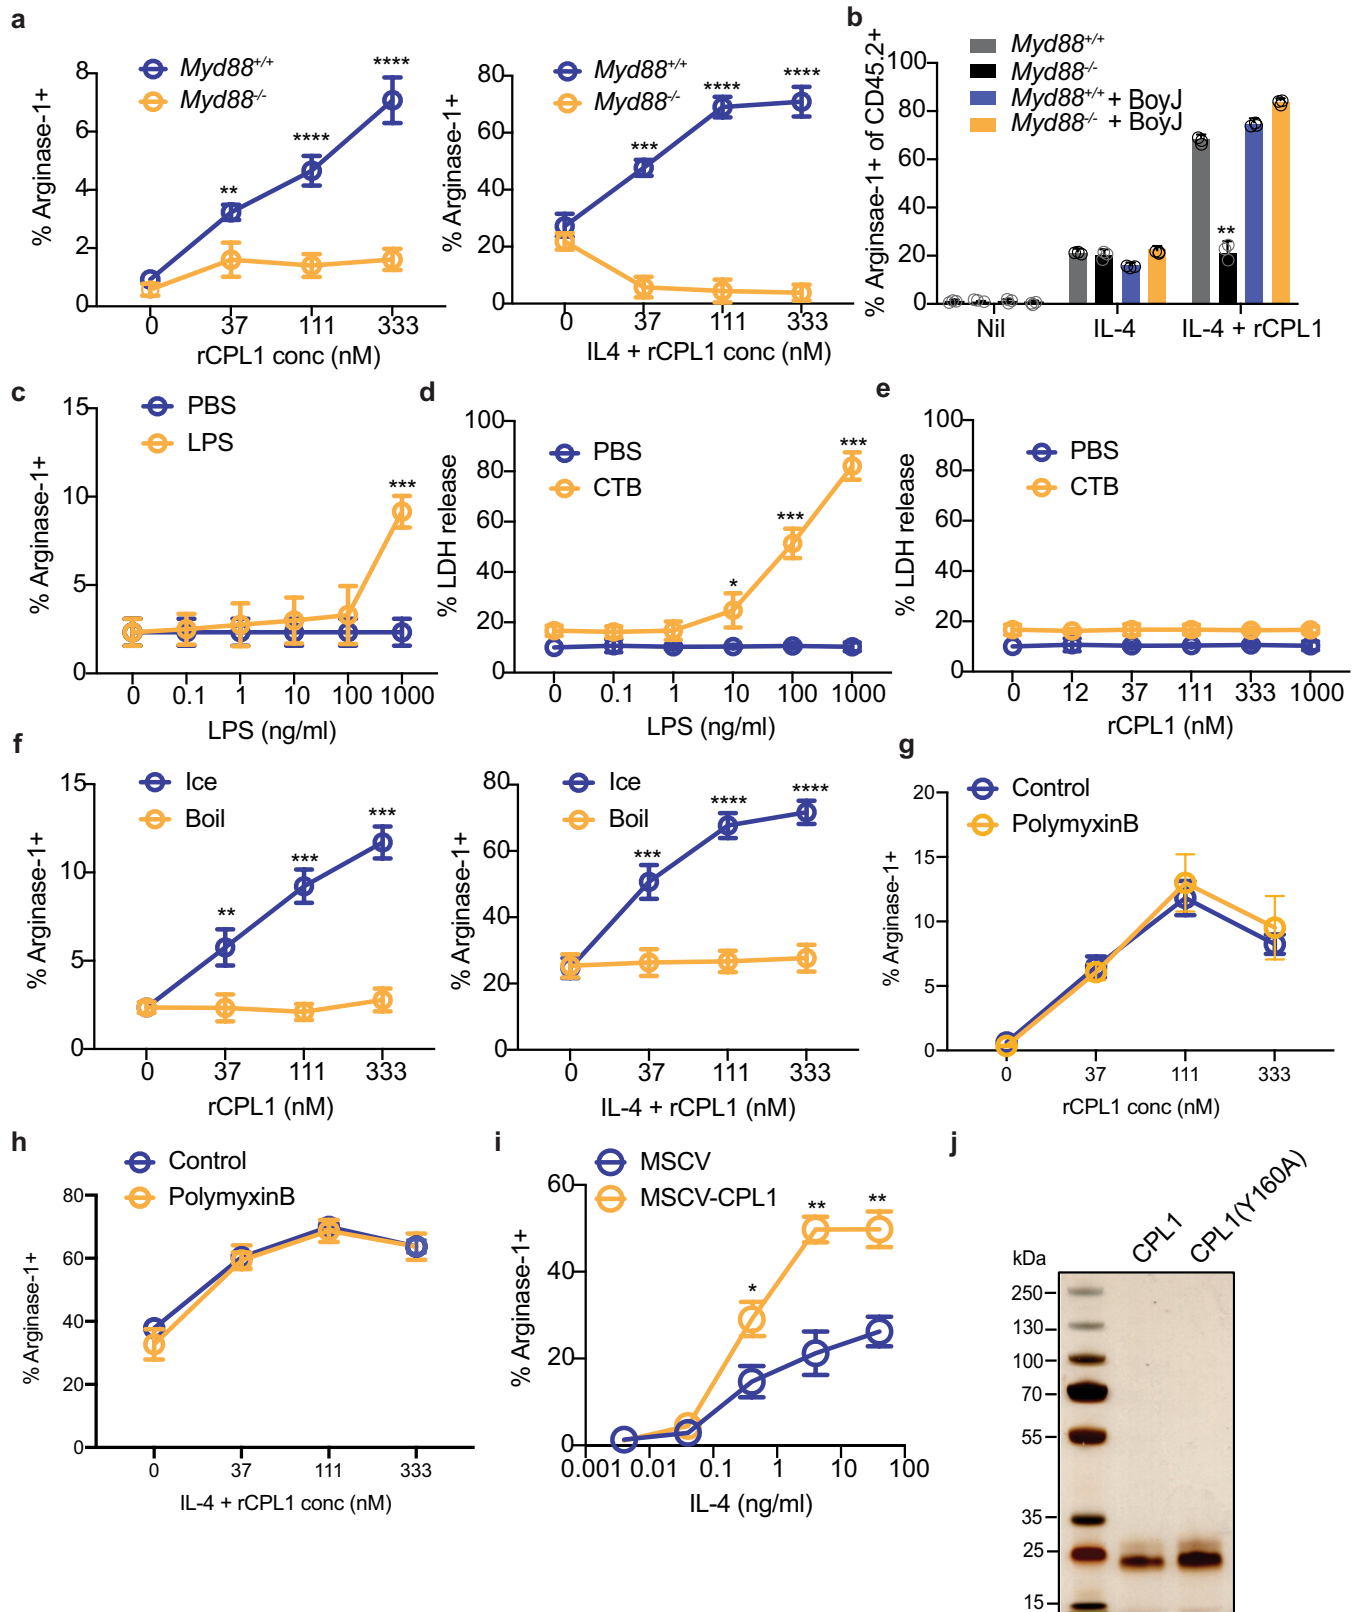 a
% Arginase-1+
8
6
4
2
0
Myd88+/+
Myd88-/-
**
****
****
0 37 111 333
rCPL1 conc (nM)
% Arginase-1+
80
60
40
20
0
Myd88+/+
Myd88-/-
***
****
****
0 37 111 333
IL4 + rCPL1 conc (nM)
b
% Arginsae-1+ of CD45.2+
100
80
60
40
20
0
Myd88+/+
Myd88-/-
Myd88+/+ + BoyJ
Myd88-/- + BoyJ
**
Nil IL-4 IL-4 + rCPL1
c
% Arginase-1+
15
10
5
0
PBS
LPS
***
0 0.1 1 10 100 1000
LPS (ng/ml)
d
% LDH release
100
80
60
40
20
0
PBS
CTB
*
***
***
0 0.1 1 10 100 1000
LPS (ng/ml)
e
% LDH release
100
80
60
40
20
0
PBS
CTB
0 12 37 111 333 1000
rCPL1 (nM)
f
% Arginase-1+
15
10
5
0
Ice
Boil
**
***
***
0 37 111 333
rCPL1 (nM)
% Arginase-1+
80
60
40
20
0
Ice
Boil
***
****
****
0 37 111 333
IL-4 + rCPL1 (nM)
g
% Arginase-1+
20
15
10
5
0
Control
PolymyxinB
0 37 111 333
rCPL1 conc (nM)
h
% Arginase-1+
80
60
40
20
0
Control
PolymyxinB
0 37 111 333
IL-4 + rCPL1 conc (nM)
i
% Arginase-1+
60
40
20
0
MSCV
MSCV-CPL1
*
**
**
0.001 0.01 0.1 1 10 100
IL-4 (ng/ml)
j
kDa
CPL1
CPL1(Y160A)
250
130
100
70
55
35
25
15